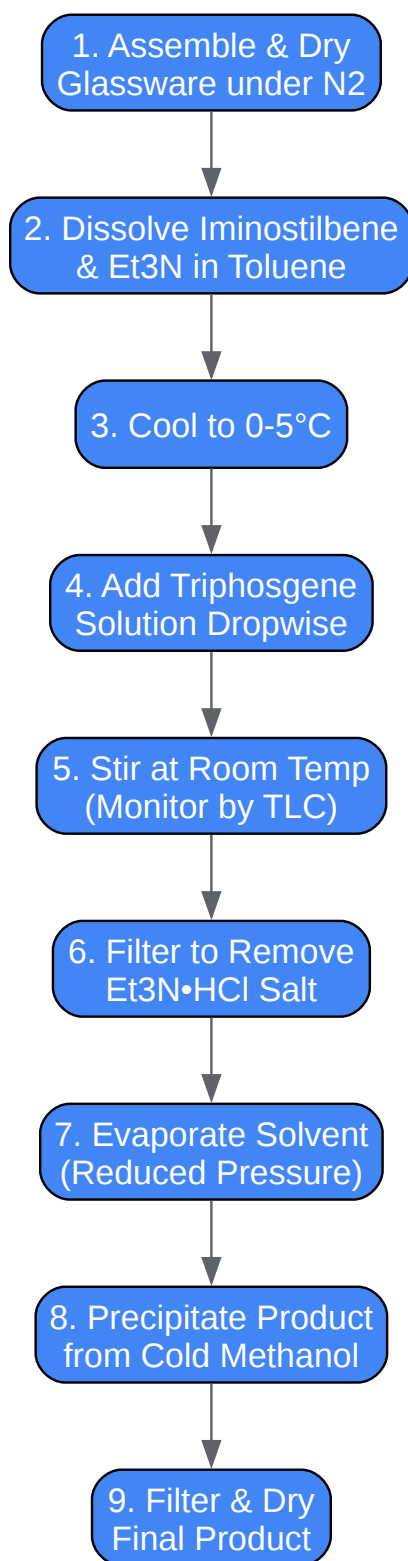 1. Assemble & Dry
Glassware under N2
2. Dissolve Iminostilbene
& Et3N in Toluene
3. Cool to 0-5°C
4. Add Triphosgene
Solution Dropwise
5. Stir at Room Temp
(Monitor by TLC)
6. Filter to Remove
Et3N•HCl Salt
7. Evaporate Solvent
(Reduced Pressure)
8. Precipitate Product
from Cold Methanol
9. Filter & Dry
Final Product